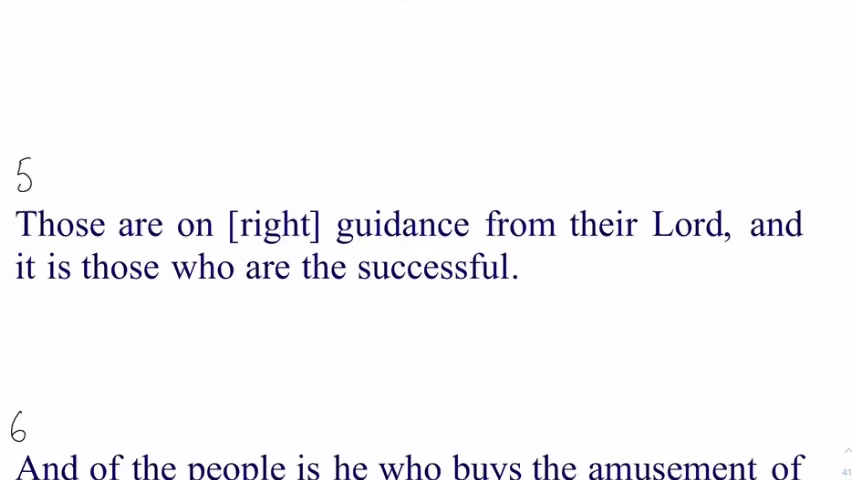 5
Those are on [right] guidance from their Lord, and
it is those who are the successful.
6
And of the people is he who buys the amusement of
41